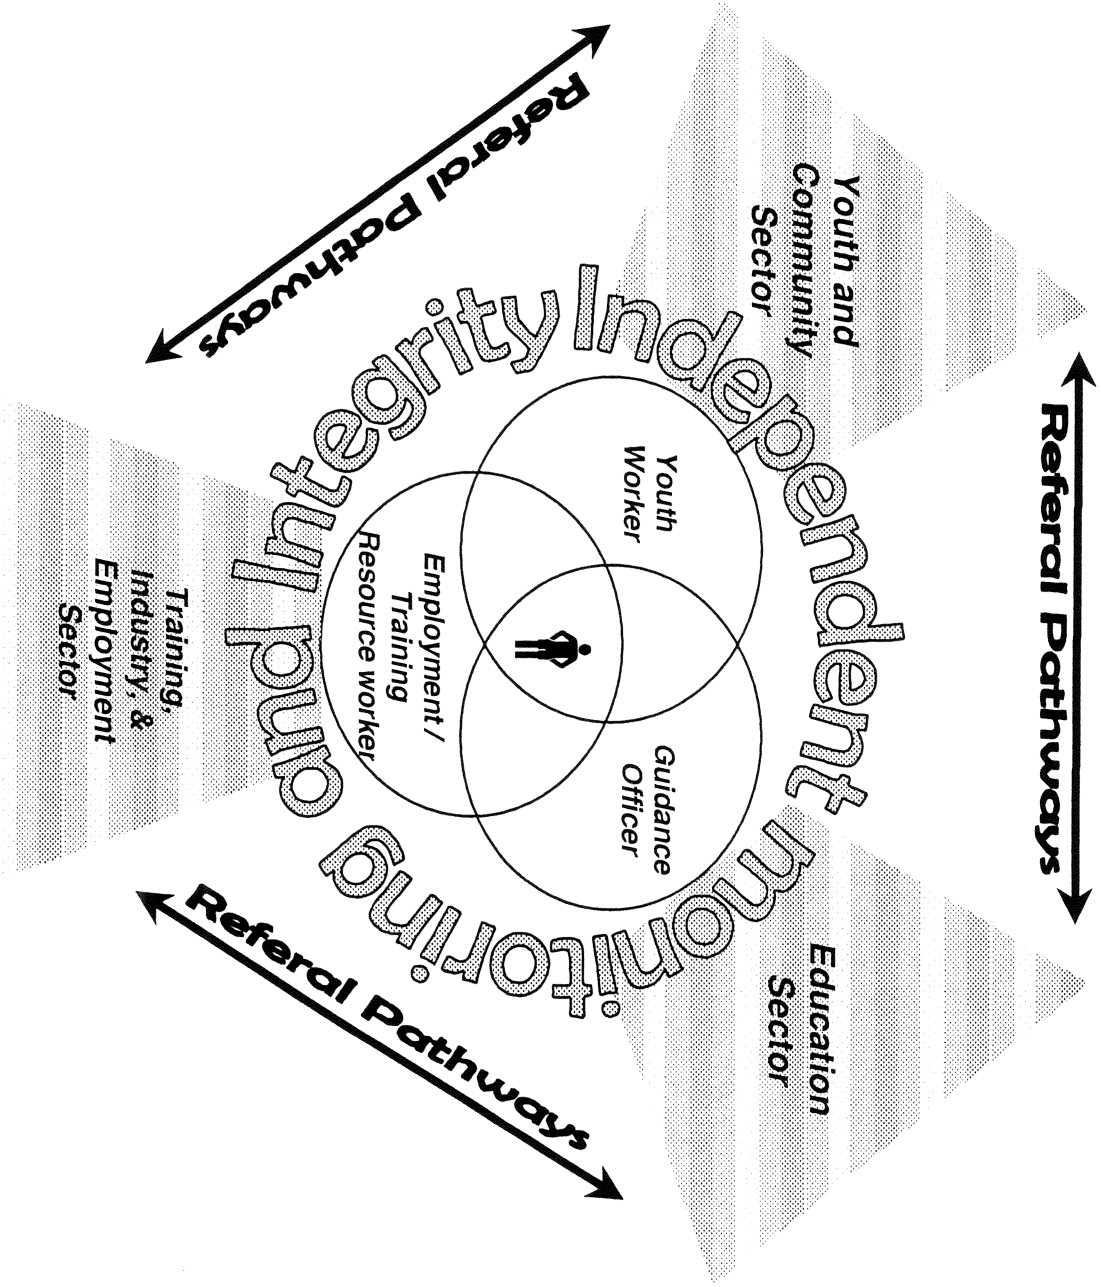 Referal Pathways
Youth and
Community
Sector
Education
Sector
Independent monitoring and Integrity
Youth
Worker
Guidance
Officer
Employment /
Training
Resource worker
Training,
Industry, &
Employment
Sector
Referal Pathways
Referal Pathways